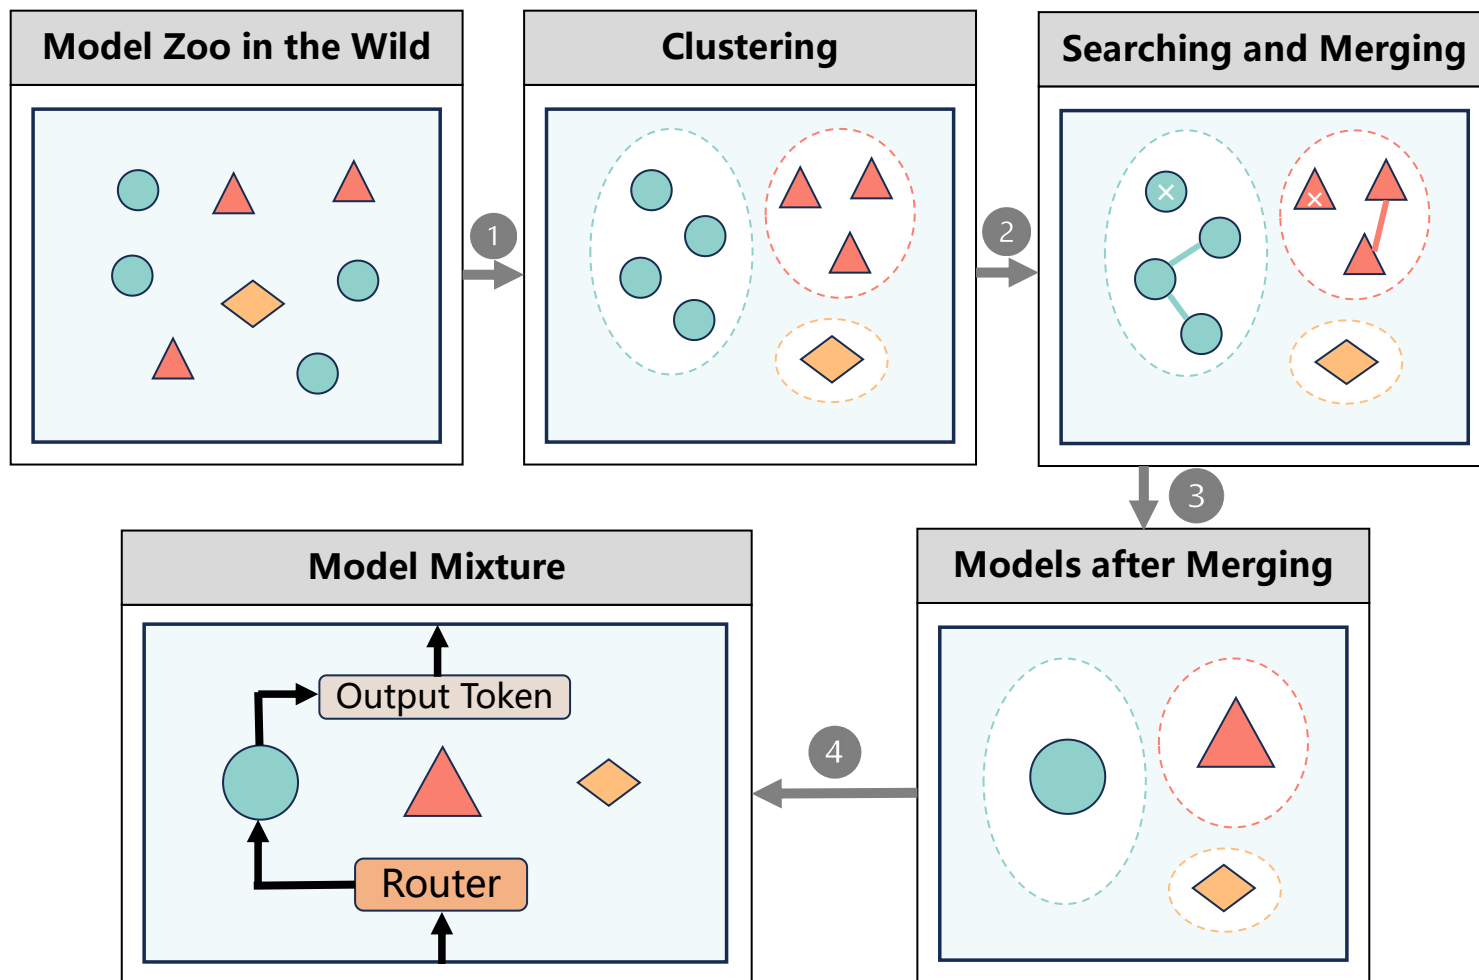 Model Zoo in the Wild
1
Clustering
2
Searching and Merging
3
Models after Merging
4
Model Mixture
Output Token
Router